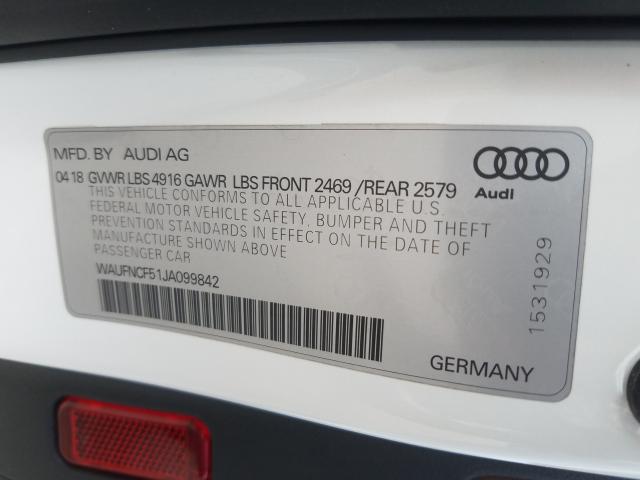 MFD. BY AUDI AG
04 18 GVWR LBS 4916 GAWR LBS FRONT 2469 / REAR 2579
THIS VEHICLE CONFORMS TO ALL APPLICABLE U.S.
FEDERAL MOTOR VEHICLE SAFETY, BUMPER AND THEFT
PREVENTION STANDARDS IN EFFECT ON THE DATE OF
MANUFACTURE SHOWN ABOVE
PASSENGER CAR
WAUFNCF51JA099842
Audi
1531929
GERMANY